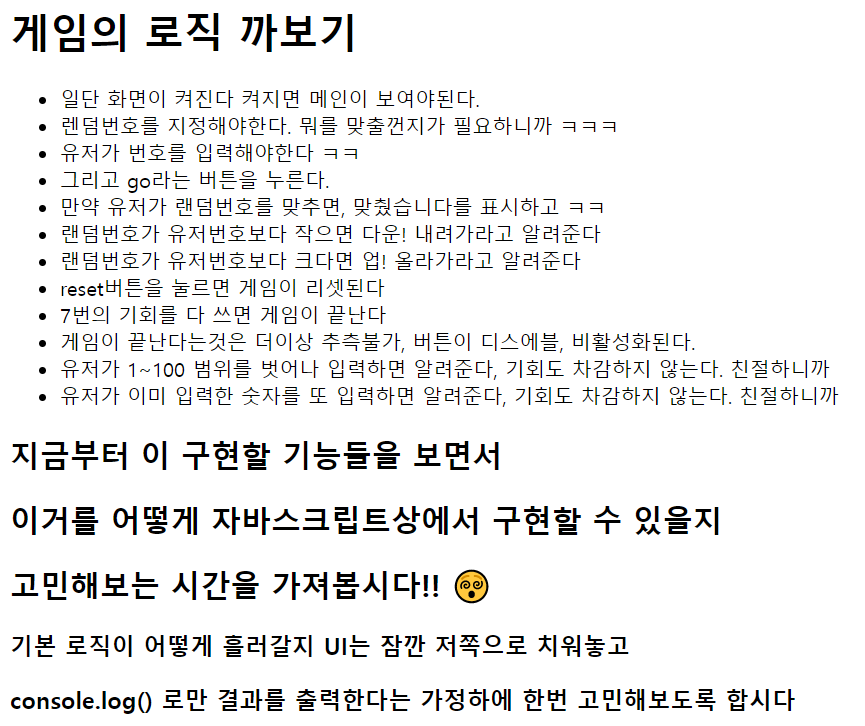 게임의 로직 까보기
일단 화면이 켜진다 켜지면 메인이 보여야된다.
렌덤번호를 지정해야한다. 뭐를 맞출껀지가 필요하니까 ㅋㅋㅋ
유저가 번호를 입력해야한다 ㅋㅋ
그리고 go라는 버튼을 누른다.
만약 유저가 랜덤번호를 맞추면, 맞췄습니다를 표시하고 ㅋㅋ
랜덤번호가 유저번호보다 작으면 다운! 내려가라고 알려준다
랜덤번호가 유저번호보다 크다면 업! 올라가라고 알려준다
reset버튼을 눌르면 게임이 리셋된다
7번의 기회를 다 쓰면 게임이 끝난다
게임이 끝난다는것은 더이상 추측불가, 버튼이 디스에블, 비활성화된다.
유저가 1~100 범위를 벗어나 입력하면 알려준다, 기회도 차감하지 않는다. 친절하니까
유저가 이미 입력한 숫자를 또 입력하면 알려준다, 기회도 차감하지 않는다. 친절하니까
지금부터 이 구현할 기능들을 보면서
이거를 어떻게 자바스크립트상에서 구현할 수 있을지
고민해보는 시간을 가져봅시다!! 😵‍💫
기본 로직이 어떻게 흘러갈지 UI는 잠깐 저쪽으로 치워놓고
console.log() 로만 결과를 출력한다는 가정하에 한번 고민해보도록 합시다